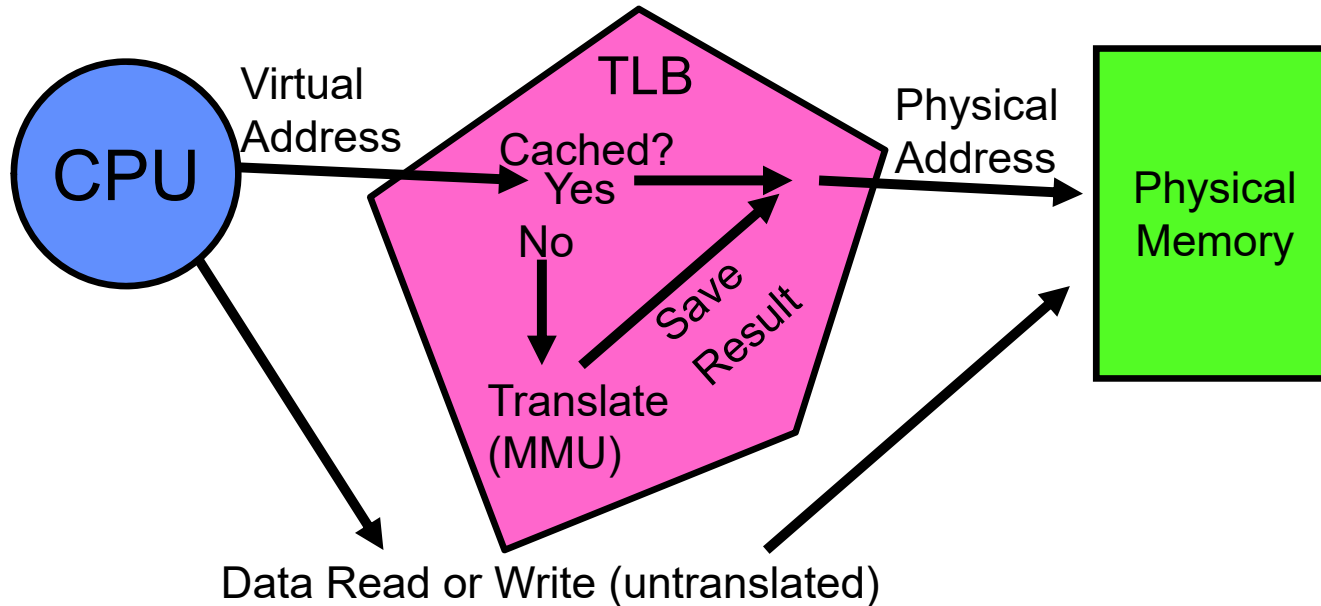 CPU
Virtual
Address
TLB
Cached?
Yes
No
Save
Result
Translate
(MMU)
Physical
Address
Physical
Memory
Data Read or Write (untranslated)